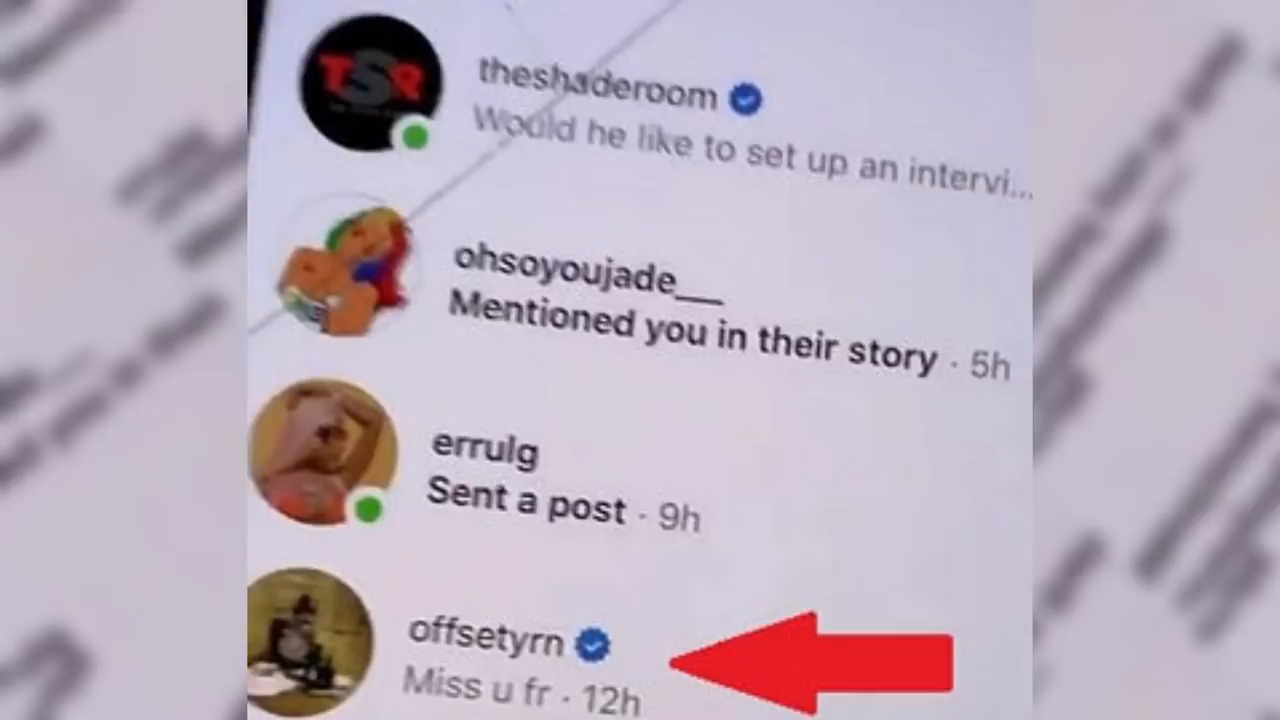 TSR
theshaderoom
Would he like to set up an intervi...
ohsoyoujade__
Mentioned you in their story · 5h
errulg
Sent a post · 9h
offsetyrn
Miss u fr · 12h